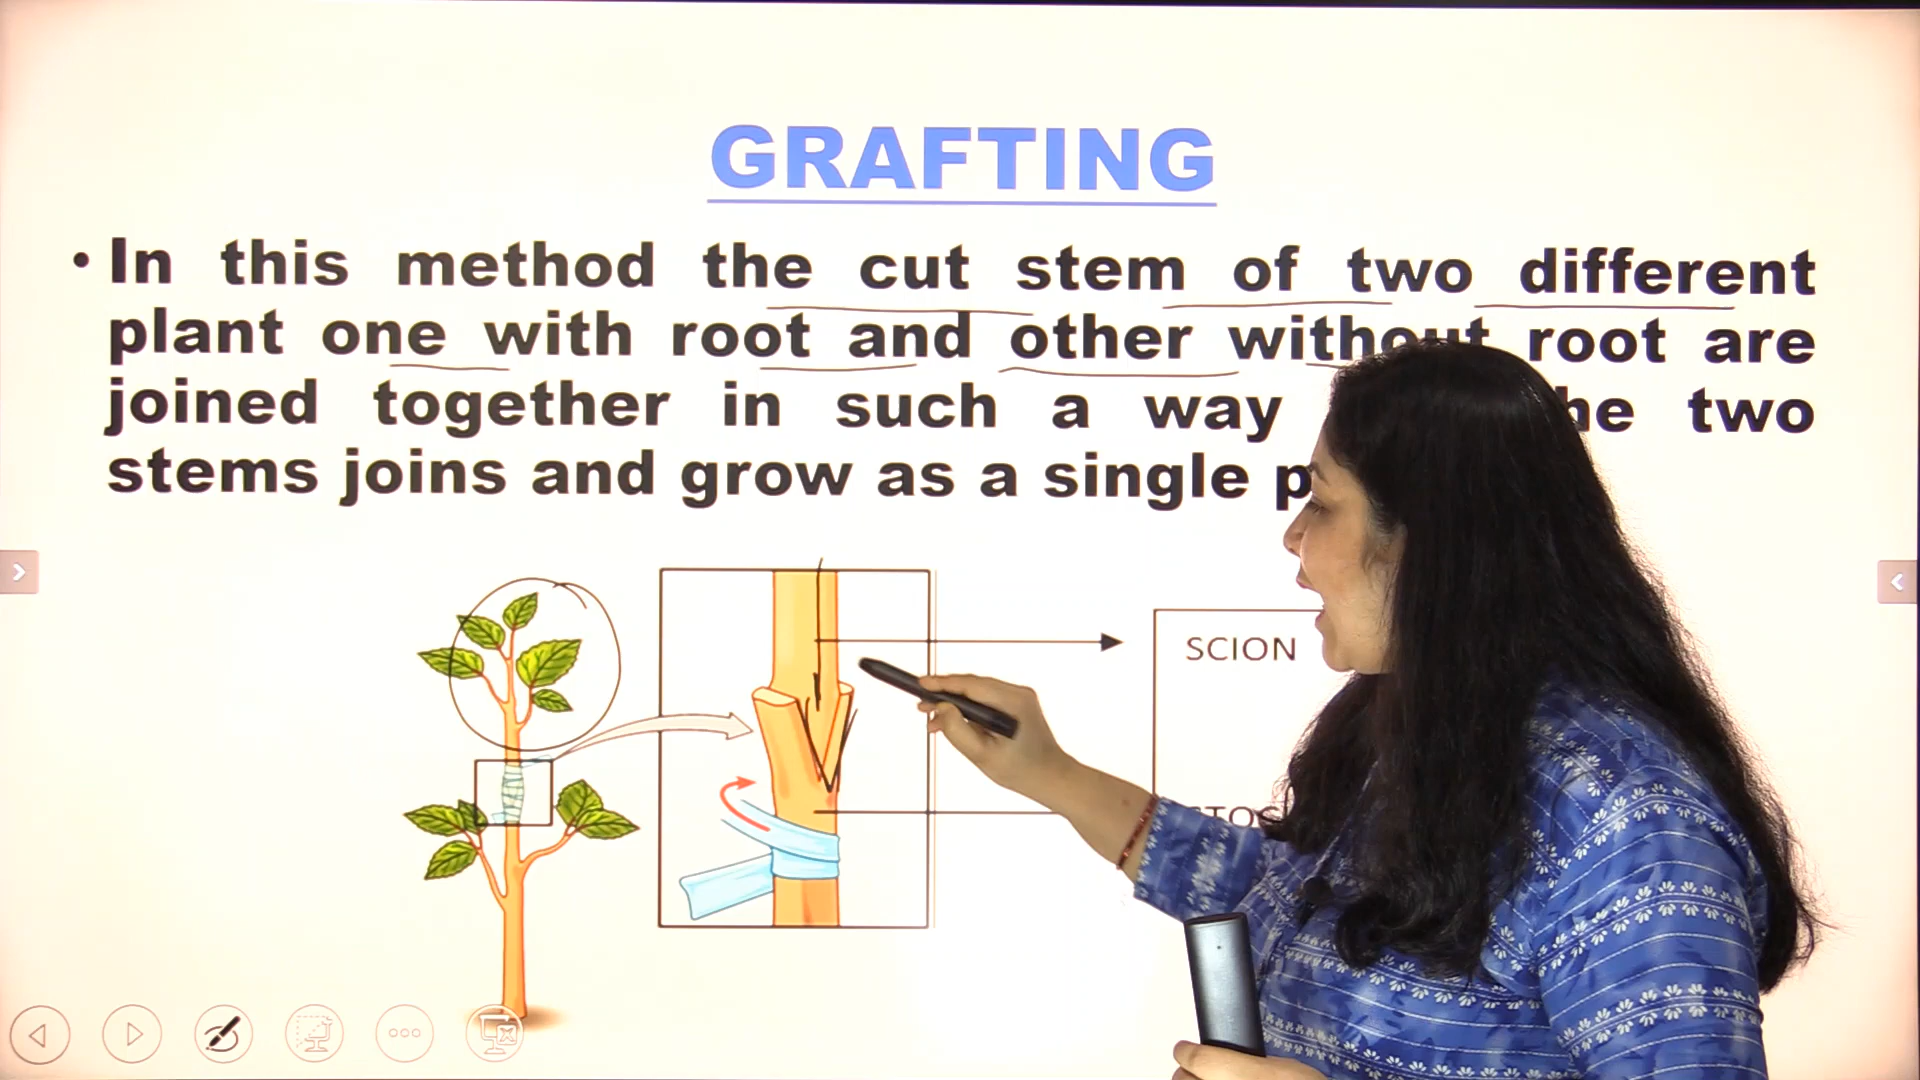 GRAFTING
• In this method the cut stem of two different
plant one with root and other without root are
joined together in such a way he two
stems joins and grow as a single p
SCION